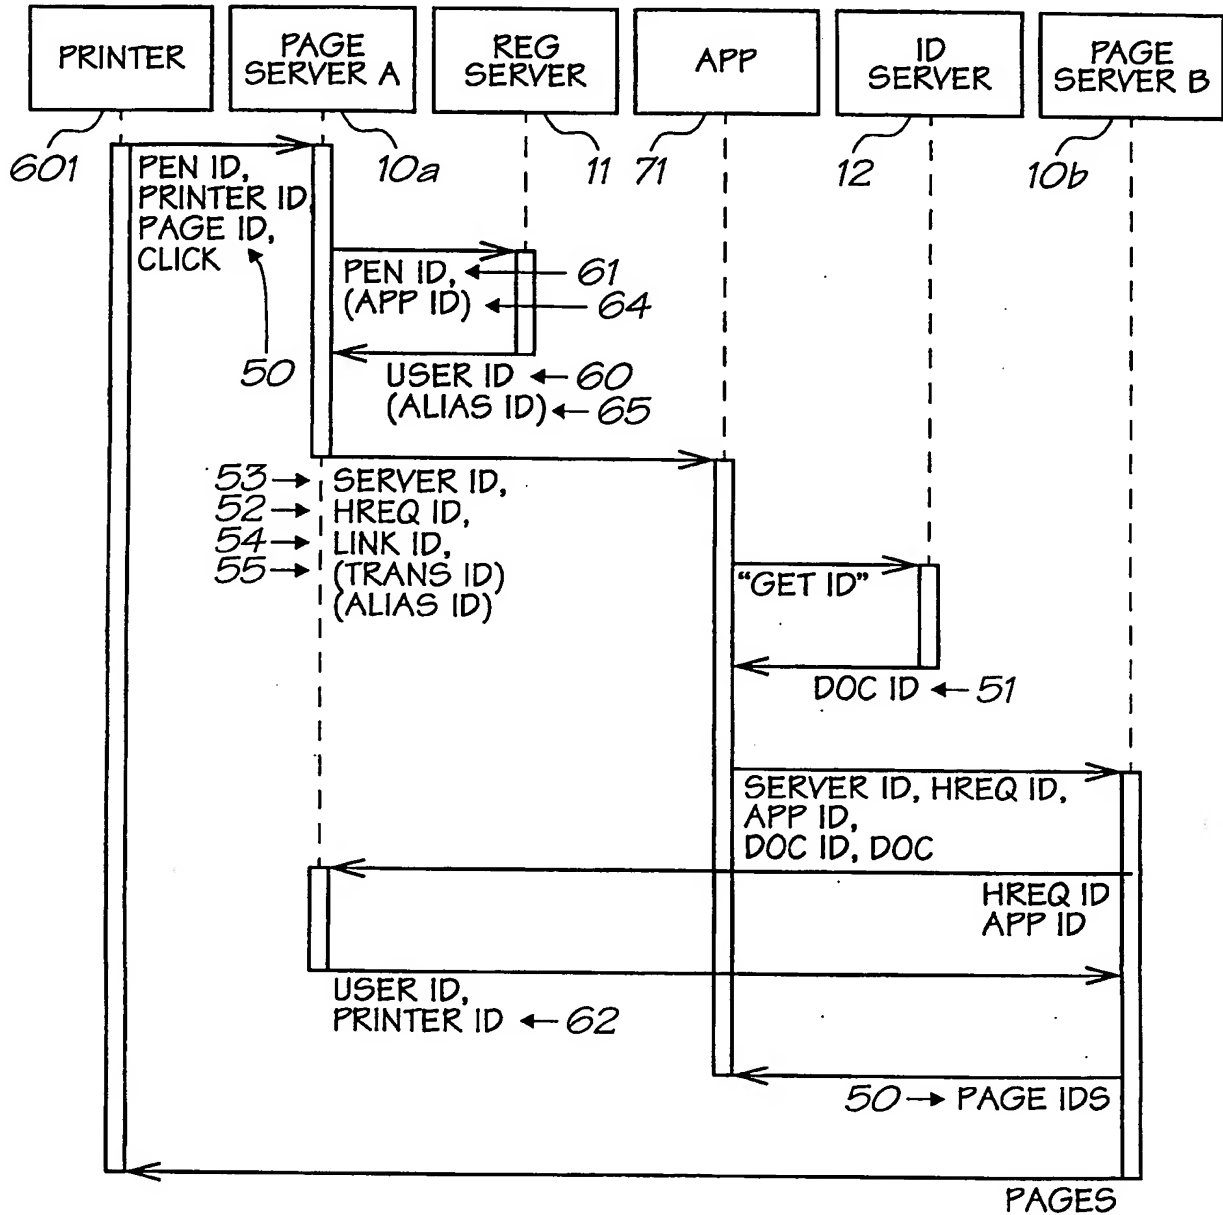 PRINTER
PAGE
SERVER A
REG
SERVER
APP
ID
SERVER
PAGE
SERVER B
601
10a
11
71
12
10b
PEN ID,
PRINTER ID,
PAGE ID,
CLICK
50
PEN ID,
61
(APP ID)
64
USER ID
60
(ALIAS ID)
65
53
SERVER ID,
52
HREQ ID,
54
LINK ID,
55
(TRANS ID)
(ALIAS ID)
"GET ID"
DOC ID
51
SERVER ID, HREQ ID,
APP ID,
DOC ID, DOC
HREQ ID
APP ID
USER ID,
PRINTER ID
62
50
PAGE IDS
PAGES